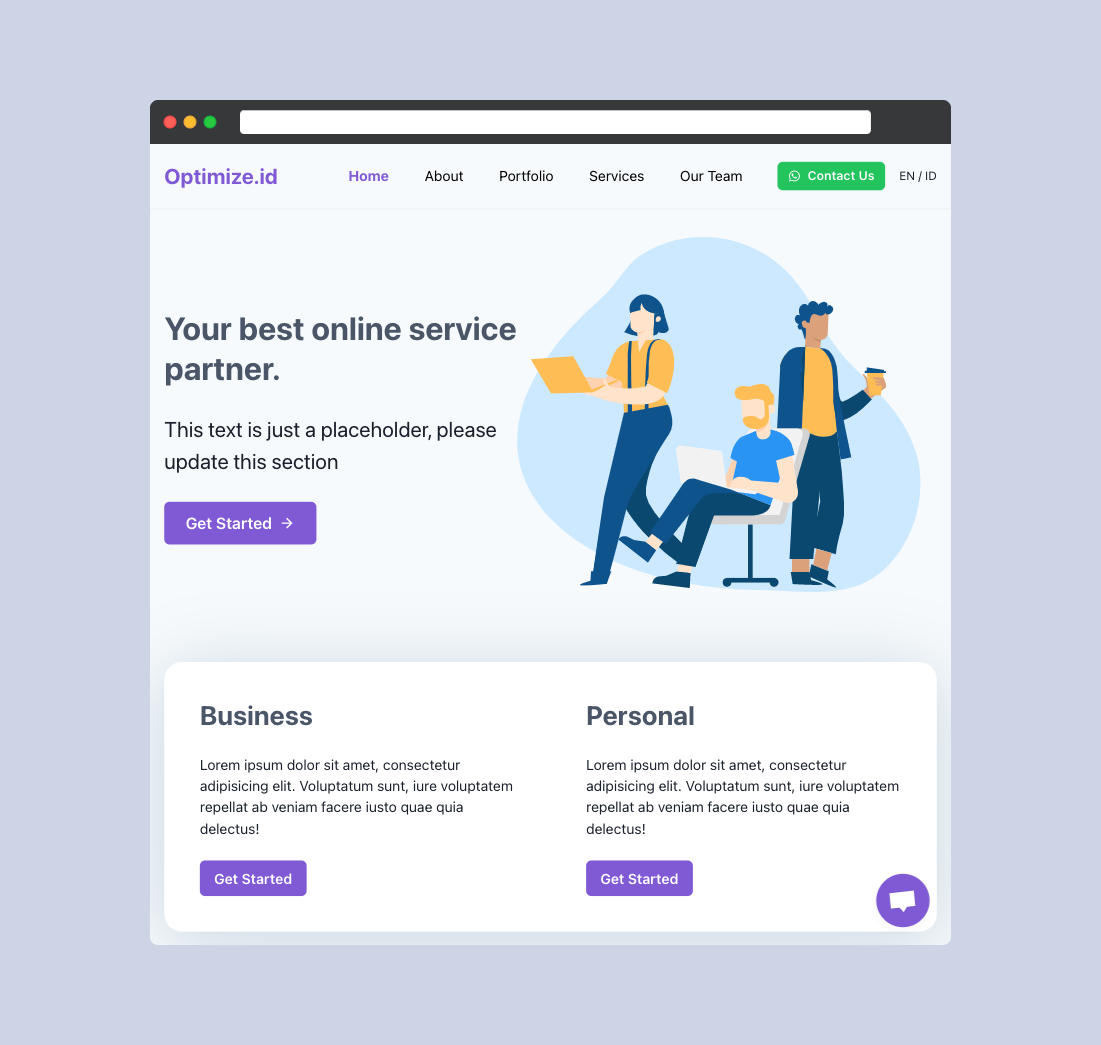 Optimize.id
Home
About
Portfolio
Services
Our Team
Contact Us
EN / ID
Your best online service
partner.
This text is just a placeholder, please
update this section
Get Started
Business
Lorem ipsum dolor sit amet, consectetur
adipisicing elit. Voluptatum sunt, iure voluptatem
repellat ab veniam facere iusto quae quia
delectus!
Get Started
Personal
Lorem ipsum dolor sit amet, consectetur
adipisicing elit. Voluptatum sunt, iure voluptatem
repellat ab veniam facere iusto quae quia
delectus!
Get Started